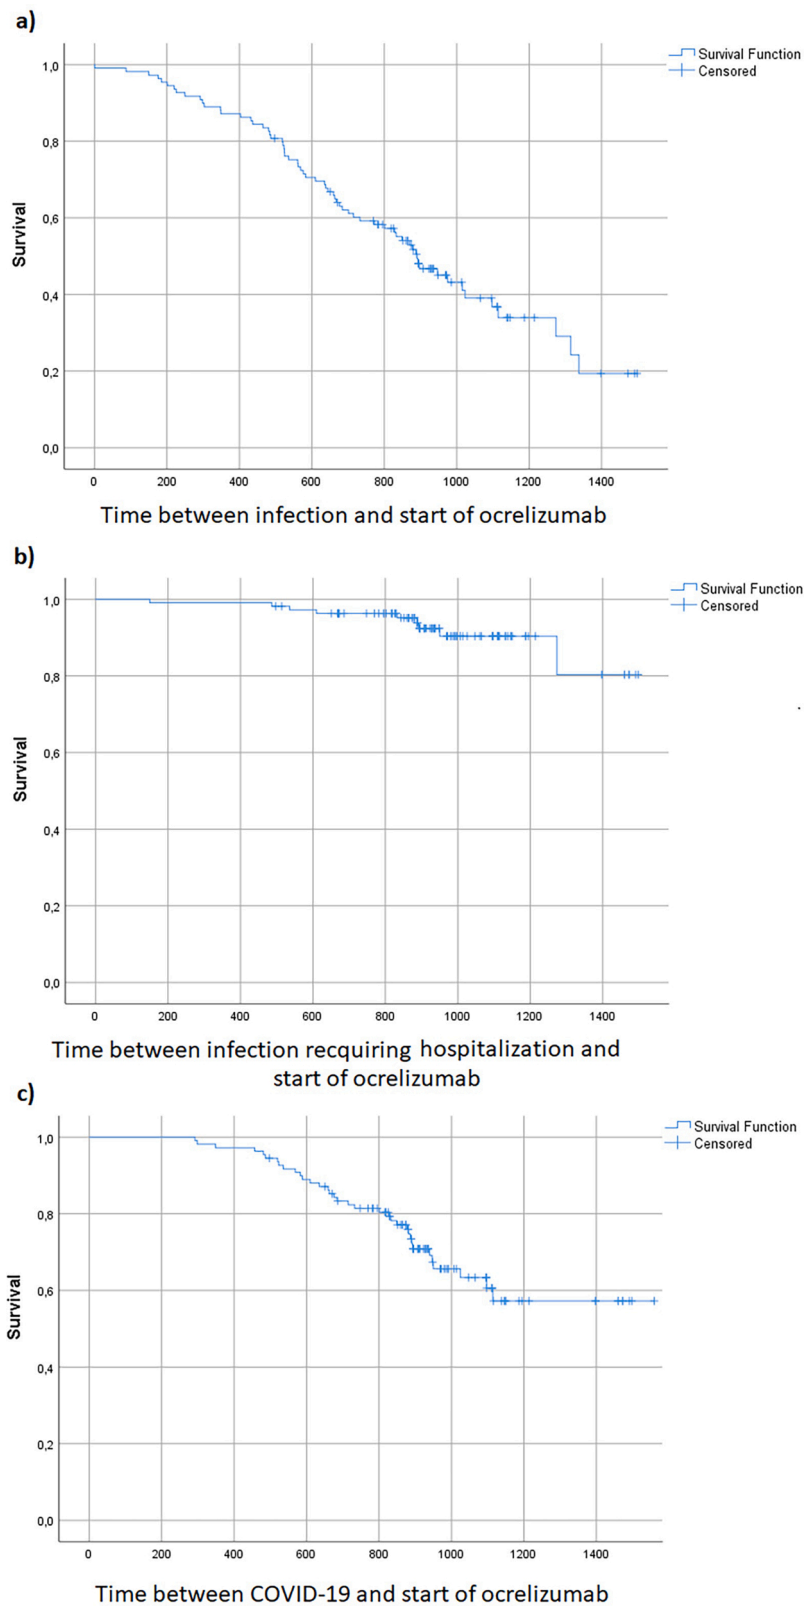 a)
Survival Function
Censored
1,0
0,8
0,6
0,4
0,2
0,0
Survival
0 200 400 600 800 1000 1200 1400
Time between infection and start of ocrelizumab
b)
Survival Function
Censored
1,0
0,8
0,6
0,4
0,2
0,0
Survival
0 200 400 600 800 1000 1200 1400
Time between infection recquiring hospitalization and
start of ocrelizumab
c)
Survival Function
Censored
1,0
0,8
0,6
0,4
0,2
0,0
Survival
0 200 400 600 800 1000 1200 1400
Time between COVID-19 and start of ocrelizumab